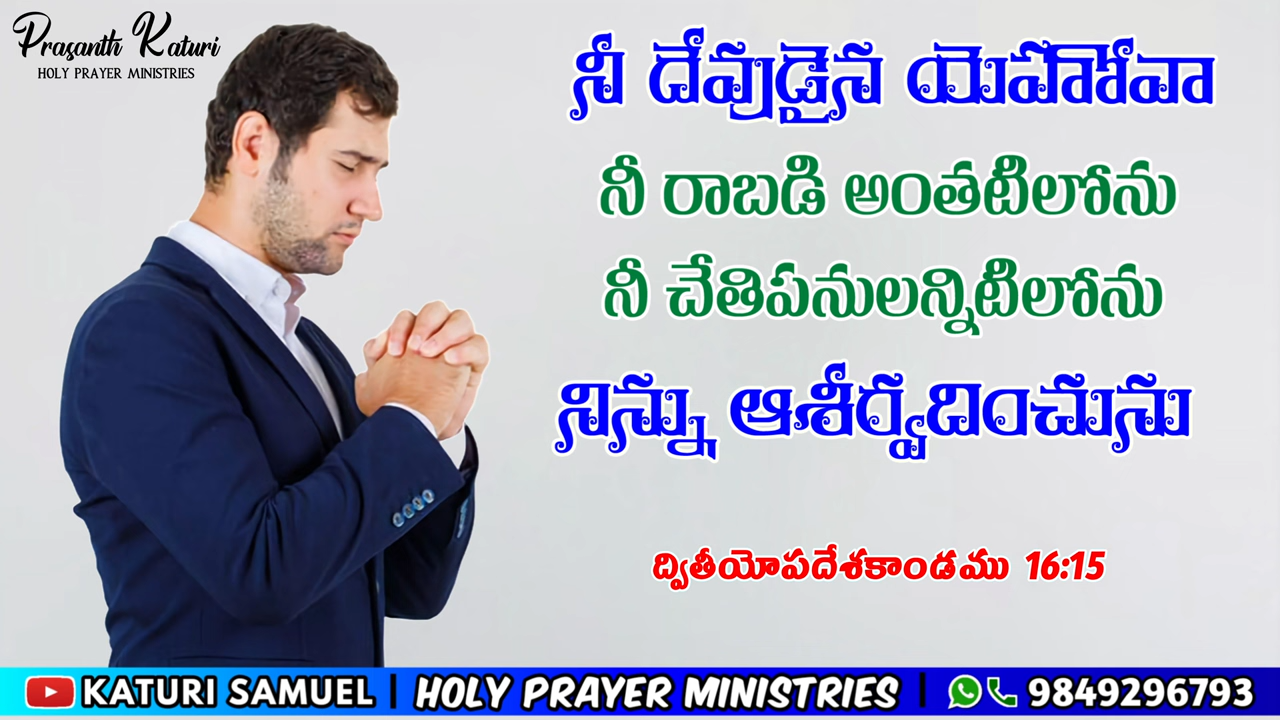 Prasanth Katuri
HOLY PRAYER MINISTRIES
నీ దేవుడైన యెహోవా
నీ రాబడి అంతటిలోను
నీ చేతిపనులన్నిటిలోను
నిన్ను ఆశీర్వదించును
ద్వితీయోపదేశకాండము 16:15
KATURI SAMUEL | HOLY PRAYER MINISTRIES | 9849296793